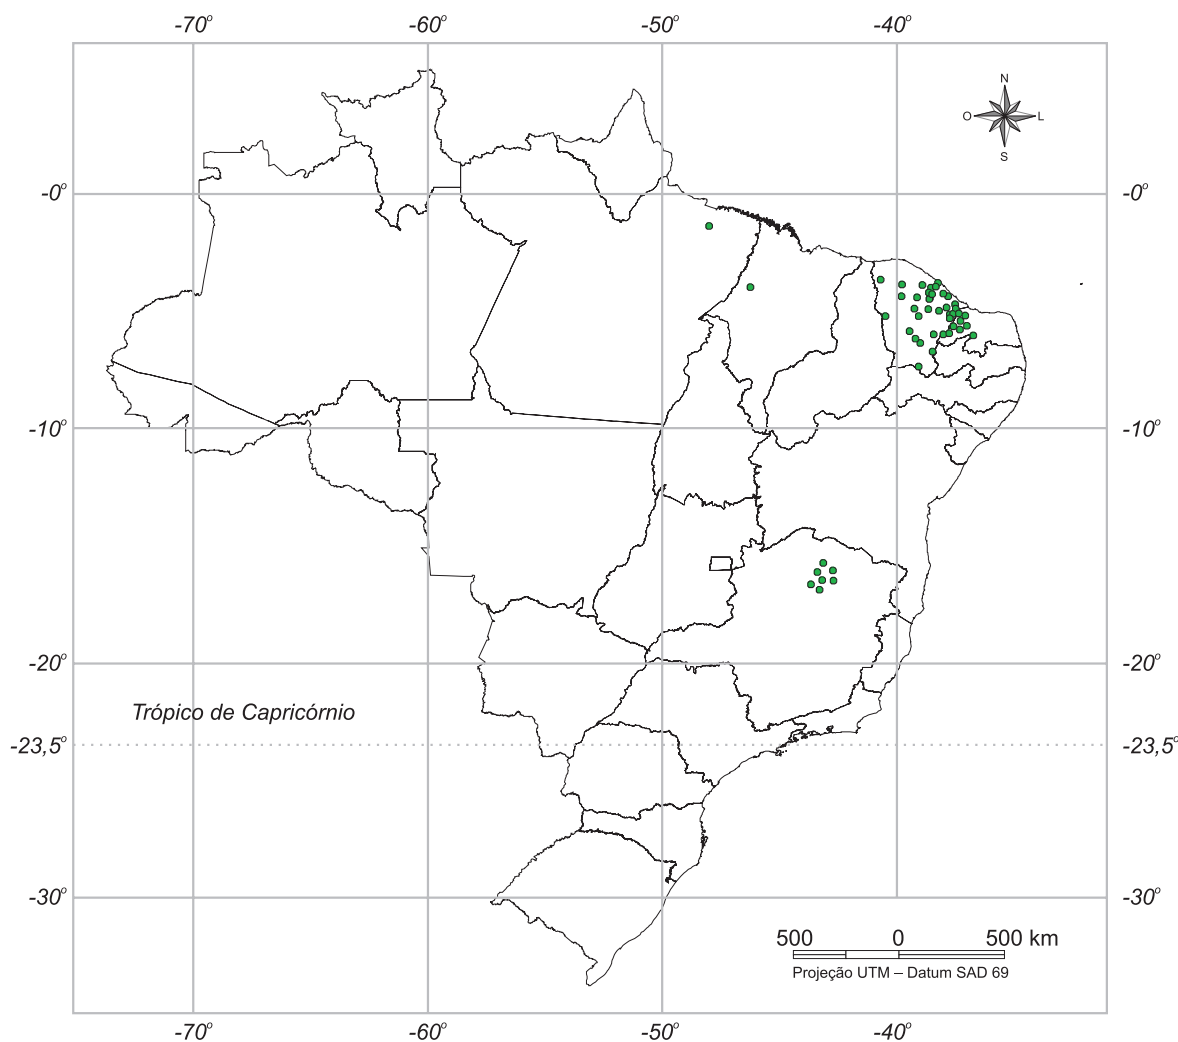 -70º -60º -50º -40º
N
O L
S
-0º -0º
-10º -10º
-20º -20º
Trópico de Capricórnio
-23,5º -23,5º
-30º -30º
500 0 500 km
Projeção UTM – Datum SAD 69
-70º -60º -50º -40º